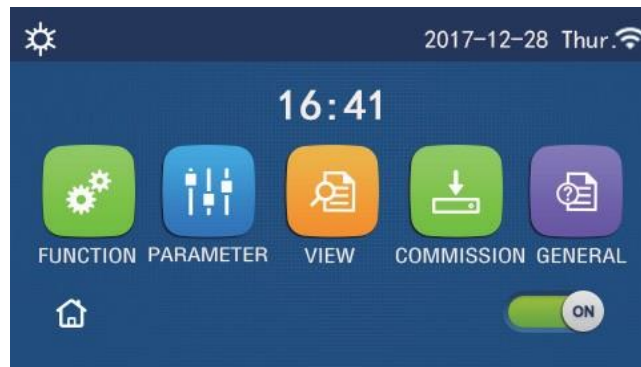 2017-12-28 Thur.
16:41
FUNCTION PARAMETER VIEW COMMISSION GENERAL
ON